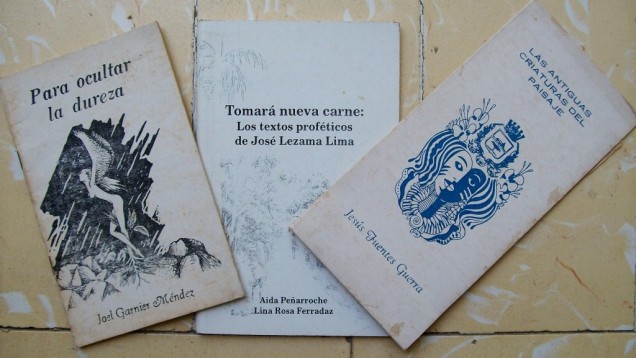 Para ocultar
la dureza
Joel Garnier Méndez
Tomará nueva carne:
Los textos proféticos
de José Lezama Lima
Aida Peñarroche
Lina Rosa Ferradaz
LAS ANTIGUAS
CRIATURAS DEL
PAISAJE
Jesús Fuentes Guerra